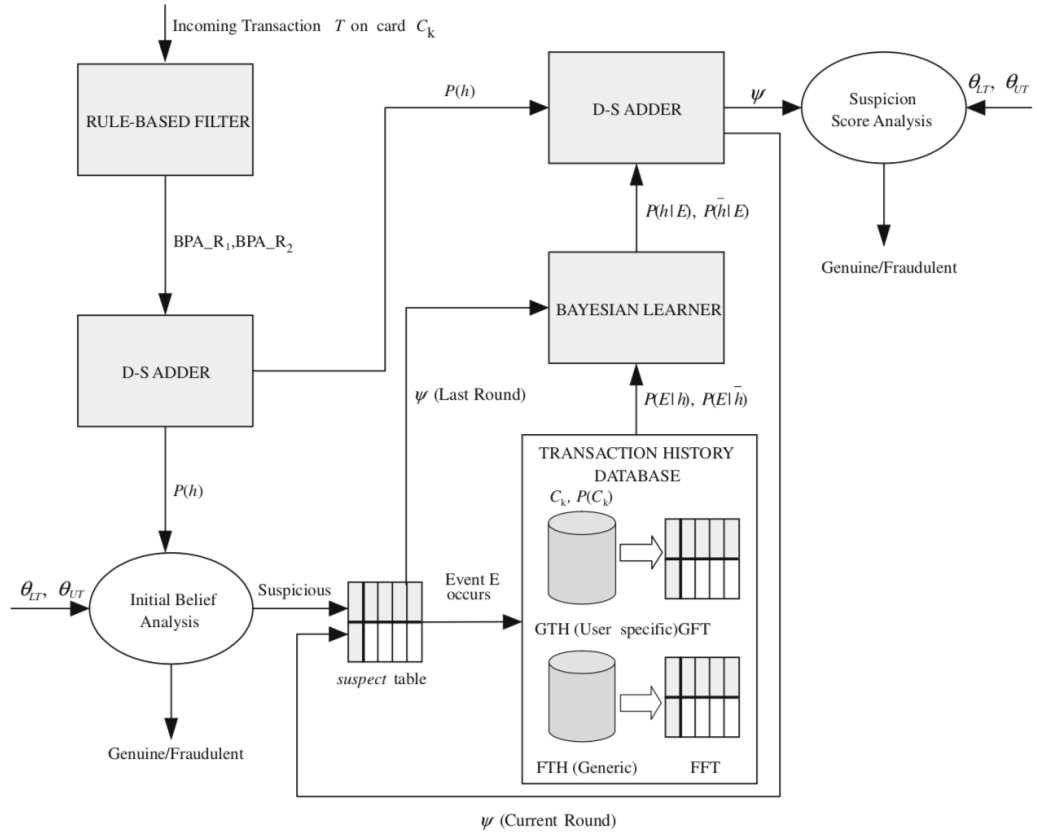 Incoming Transaction T on card Cₖ
RULE-BASED FILTER
BPA_R₁,BPA_R₂
D-S ADDER
P(h)
θ_LT, θ_UT
Initial Belief
Analysis
Genuine/Fraudulent
Suspicious
suspect table
Event E
occurs
ψ (Last Round)
P(h)
D-S ADDER
ψ
Suspicion
Score Analysis
θ_LT, θ_UT
Genuine/Fraudulent
P(h|E), P(h̄|E)
BAYESIAN LEARNER
P(E|h), P(E|h̄)
TRANSACTION HISTORY
DATABASE
Cₖ, P(Cₖ)
GTH (User specific)GFT
FTH (Generic) FFT
ψ (Current Round)